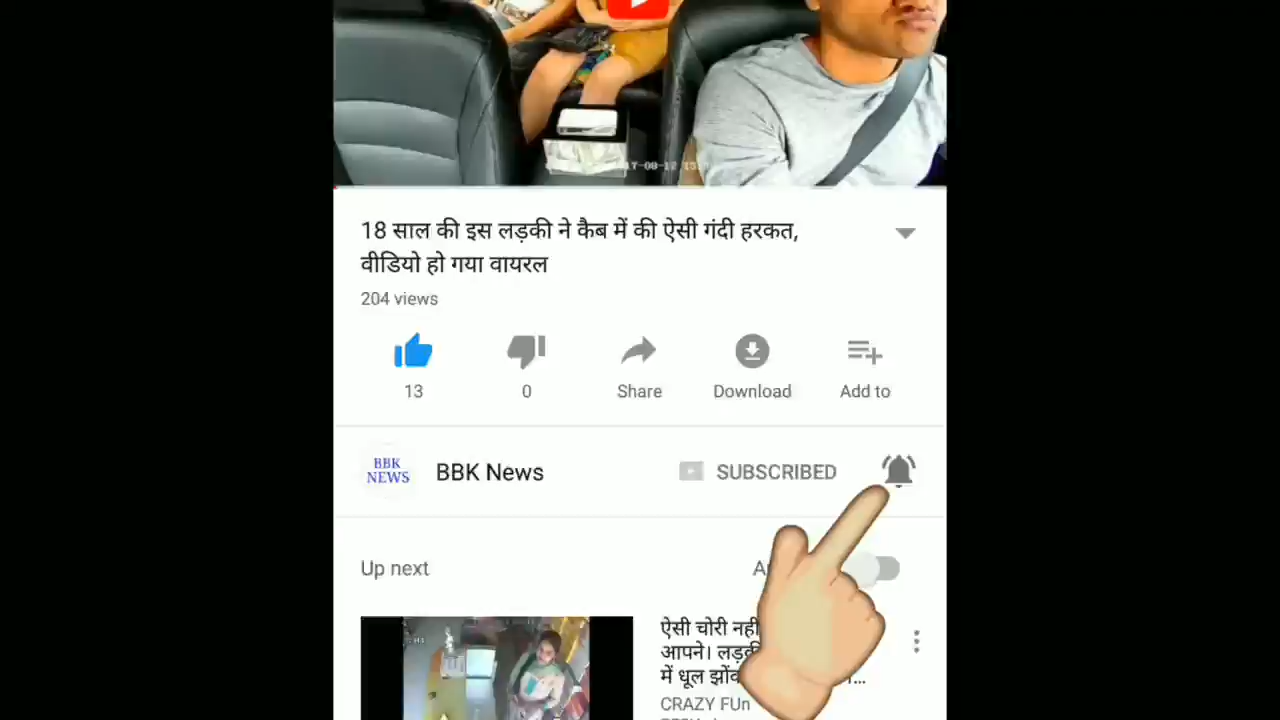 18 साल की इस लड़की ने कैब में की ऐसी गंदी हरकत,
वीडियो हो गया वायरल
204 views
13
0
Share
Download
Add to
BBK
NEWS
BBK News
SUBSCRIBED
Up next
ऐसी चोरी नही
आपने।
में धूल
CRAZY FUn